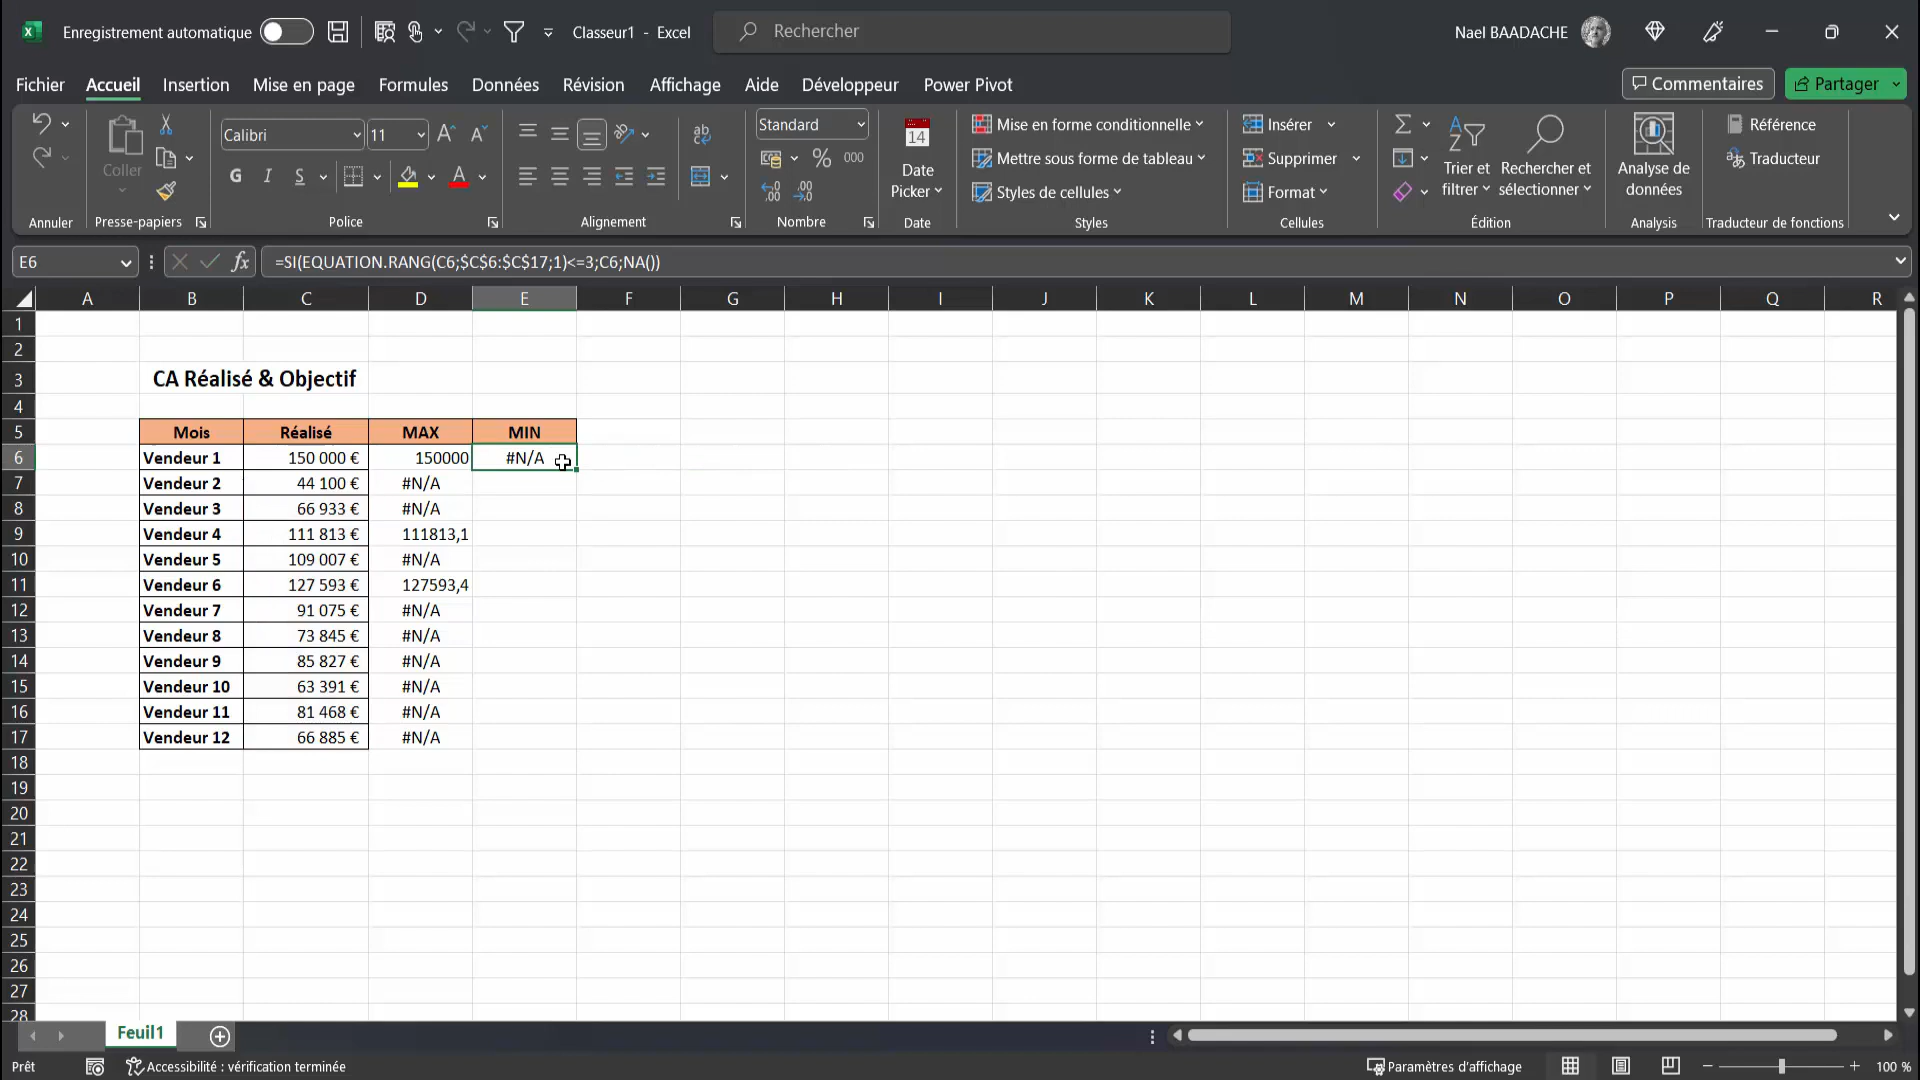 Enregistrement automatique
Classeur1 - Excel
Rechercher
Nael BAADACHE
Fichier Accueil Insertion Mise en page Formules Données Révision Affichage Aide Développeur Power Pivot
Commentaires Partager
Coller
Calibri 11
G I S
Standard
% 000
14
Date Picker
Mise en forme conditionnelle
Mettre sous forme de tableau
Styles de cellules
Insérer
Supprimer
Format
Trier et filtrer
Rechercher et sélectionner
Analyse de données
Référence
Traducteur
Annuler Presse-papiers Police Alignement Nombre Date Styles Cellules Édition Analysis Traducteur de fonctions
E6 fx =SI(EQUATION.RANG(C6;$C$6:$C$17;1)<=3;C6;NA())
A B C D E F G H I J K L M N O P Q R
1
2
3 CA Réalisé & Objectif
4
5 Mois Réalisé MAX MIN
6 Vendeur 1 150 000 € 150000 #N/A
7 Vendeur 2 44 100 € #N/A
8 Vendeur 3 66 933 € #N/A
9 Vendeur 4 111 813 € 111813,1
10 Vendeur 5 109 007 € #N/A
11 Vendeur 6 127 593 € 127593,4
12 Vendeur 7 91 075 € #N/A
13 Vendeur 8 73 845 € #N/A
14 Vendeur 9 85 827 € #N/A
15 Vendeur 10 63 391 € #N/A
16 Vendeur 11 81 468 € #N/A
17 Vendeur 12 66 885 € #N/A
18
19
20
21
22
23
24
25
26
27
28
Feuil1
Prêt Accessibilité : vérification terminée Paramètres d'affichage 100 %